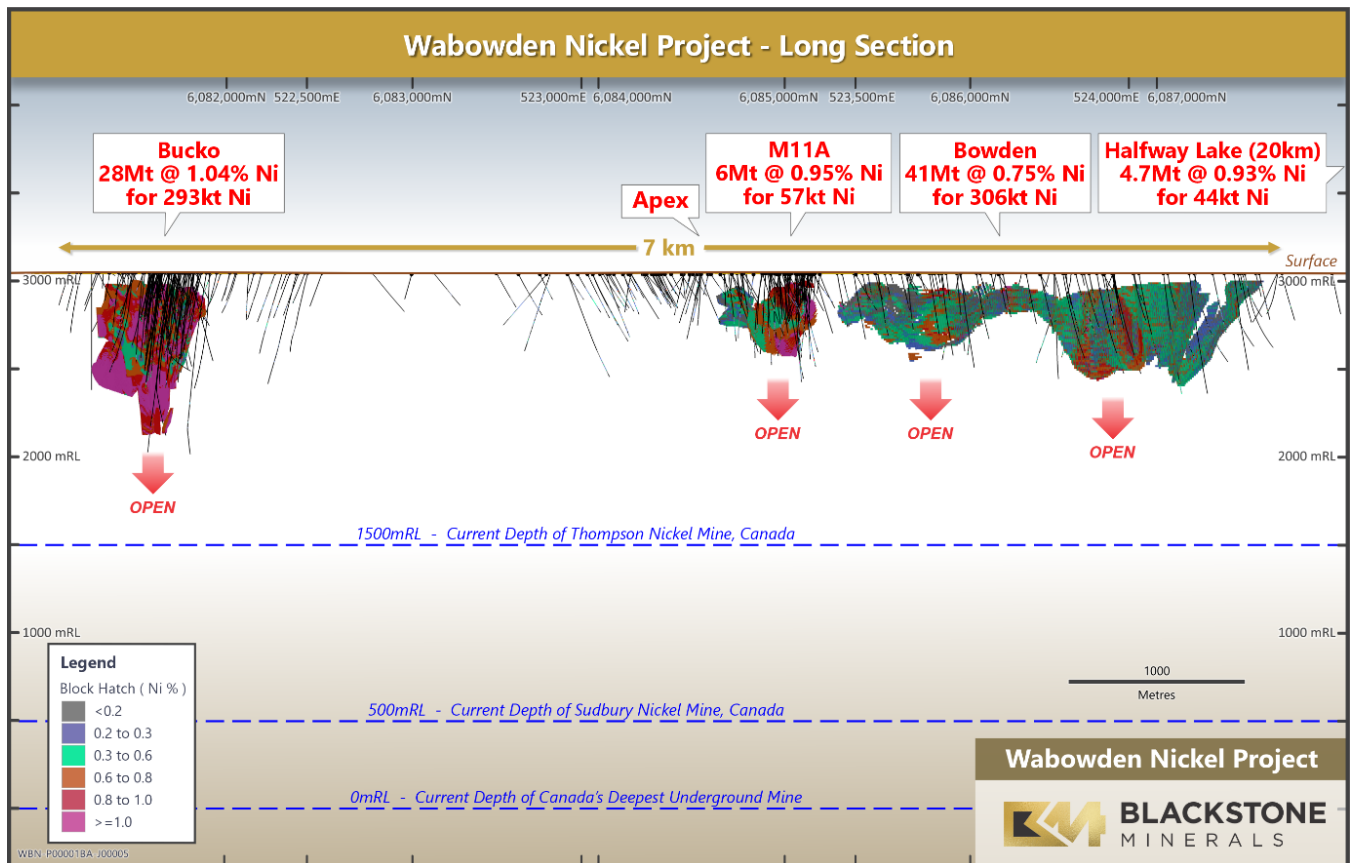 Wabowden Nickel Project - Long Section
6,082,000mN 522,500mE 6,083,000mN 523,000mE 6,084,000mN 6,085,000mN 523,500mE 6,086,000mN 524,000mE 6,087,000mN
Bucko
28Mt @ 1.04% Ni
for 293kt Ni
Apex
M11A
6Mt @ 0.95% Ni
for 57kt Ni
Bowden
41Mt @ 0.75% Ni
for 306kt Ni
Halfway Lake (20km)
4.7Mt @ 0.93% Ni
for 44kt Ni
7 km
Surface
3000 mRL 3000 mRL
OPEN
OPEN
OPEN
2000 mRL 2000 mRL
OPEN
1500mRL - Current Depth of Thompson Nickel Mine, Canada
1000 mRL 1000 mRL
Legend
Block Hatch ( Ni % )
<0.2
0.2 to 0.3
0.3 to 0.6
0.6 to 0.8
0.8 to 1.0
>=1.0
1000
Metres
500mRL - Current Depth of Sudbury Nickel Mine, Canada
0mRL - Current Depth of Canada's Deepest Underground Mine
Wabowden Nickel Project
BLACKSTONE
MINERALS
WBN_P00001BA_J00005